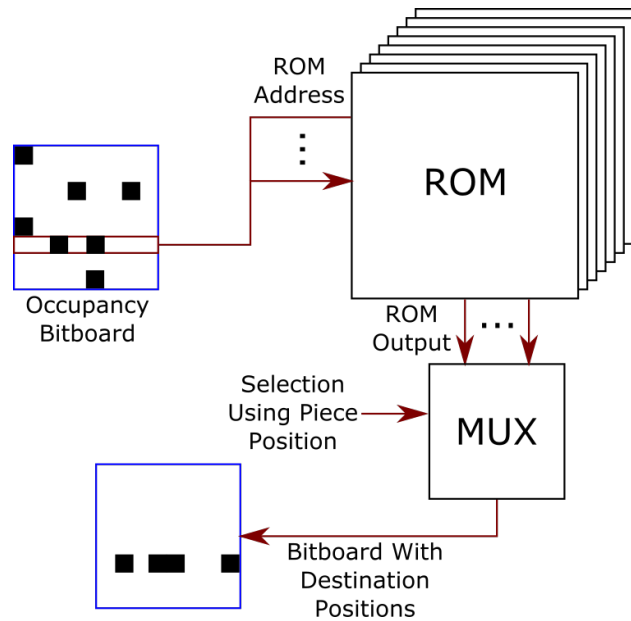 ROM
Address
...
ROM
Occupancy
Bitboard
ROM
Output
...
Selection
Using Piece
Position
MUX
Bitboard With
Destination
Positions